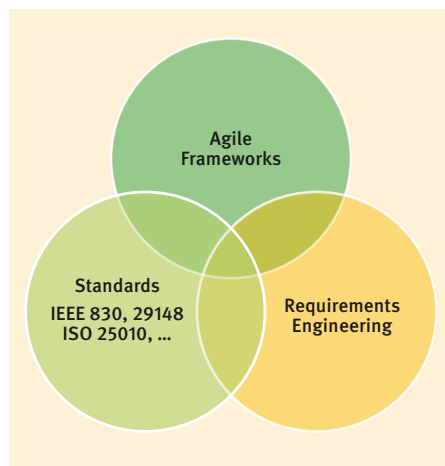 Agile
Frameworks
Standards
IEEE 830, 29148
ISO 25010, ...
Requirements
Engineering